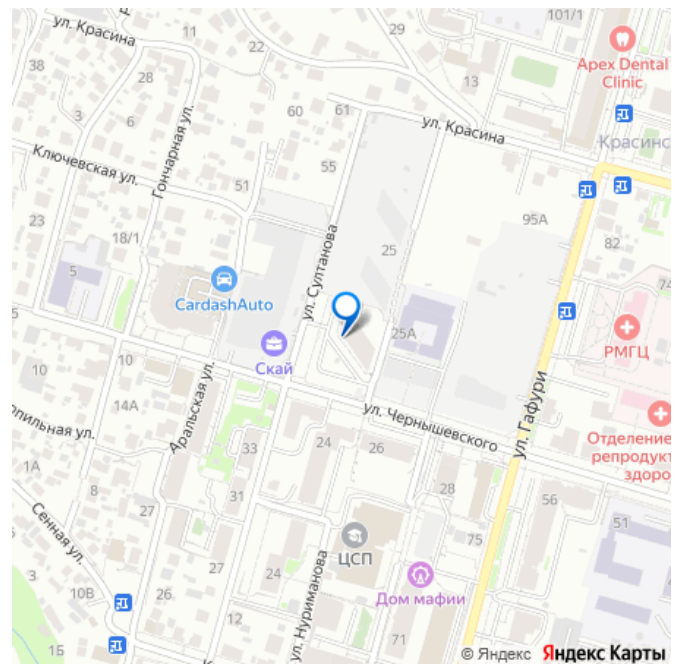 ул. Красина
11
101/1
22
29
Apex Dental
Clinic
38
28
13
3
6
60
61
ул. Красина
Красинс
Гончарная ул.
Ключевская ул.
55
51
ул. Султанова
95А
23
18/1
25
82
74
5
CardashAuto
25А
РМГЦ
Скай
10
10
ул. Чернышевского
ул. Гафури
14А
Аральская ул.
Отделение
репродукт
здоро
пильная ул.
33
24
26
1А
31
28
56
8
27
51
Сенная ул.
ЦСП
75
24
3
ул. Нуриманова
Дом мафии
10В
26
27
12
71
1Б
© Яндекс Яндекс Карты